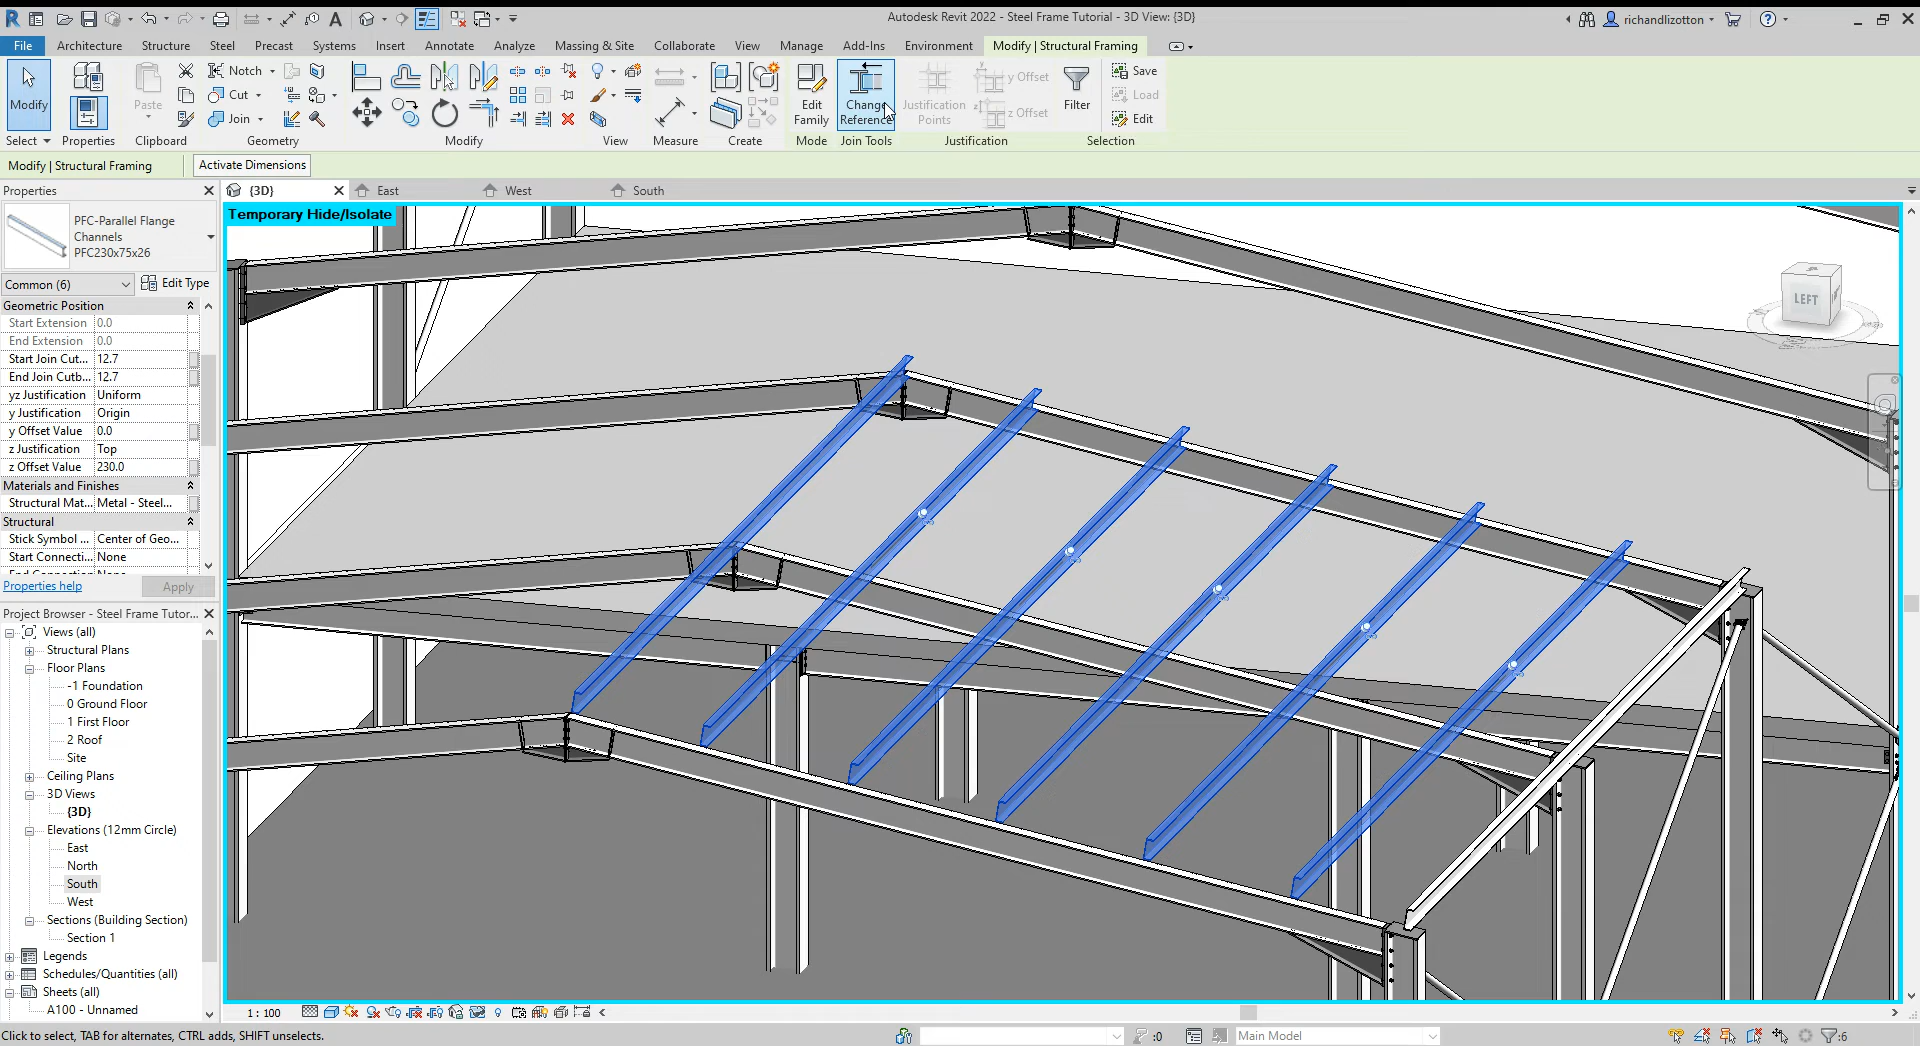 Autodesk Revit 2022 - Steel Frame Tutorial - 3D View: {3D}
richandlizotton
File Architecture Structure Steel Precast Systems Insert Annotate Analyze Massing & Site Collaborate View Manage Add-Ins Environment Modify | Structural Framing
Modify
Paste
Notch
Cut
Join
Edit Family
Change Reference
Justification Points
y Offset
z Offset
Filter
Save
Load
Edit
Select Properties Clipboard Geometry Modify View Measure Create Mode Join Tools Justification Selection
Modify | Structural Framing Activate Dimensions
Properties
{3D} East West South
Temporary Hide/Isolate
PFC-Parallel Flange
Channels
PFC230x75x26
Common (6) Edit Type
Geometric Position
Start Extension 0.0
End Extension 0.0
Start Join Cut... 12.7
End Join Cutb... 12.7
yz Justification Uniform
y Justification Origin
y Offset Value 0.0
z Justification Top
z Offset Value 230.0
Materials and Finishes
Structural Mat... Metal - Steel...
Structural
Stick Symbol ... Center of Geo...
Start Connecti... None
Properties help Apply
Project Browser - Steel Frame Tutor...
Views (all)
Structural Plans
Floor Plans
-1 Foundation
0 Ground Floor
1 First Floor
2 Roof
Site
Ceiling Plans
3D Views
{3D}
Elevations (12mm Circle)
East
North
South
West
Sections (Building Section)
Section 1
Legends
Schedules/Quantities (all)
Sheets (all)
A100 - Unnamed
LEFT
1 : 100
Click to select, TAB for alternates, CTRL adds, SHIFT unselects.
:0
Main Model
:6